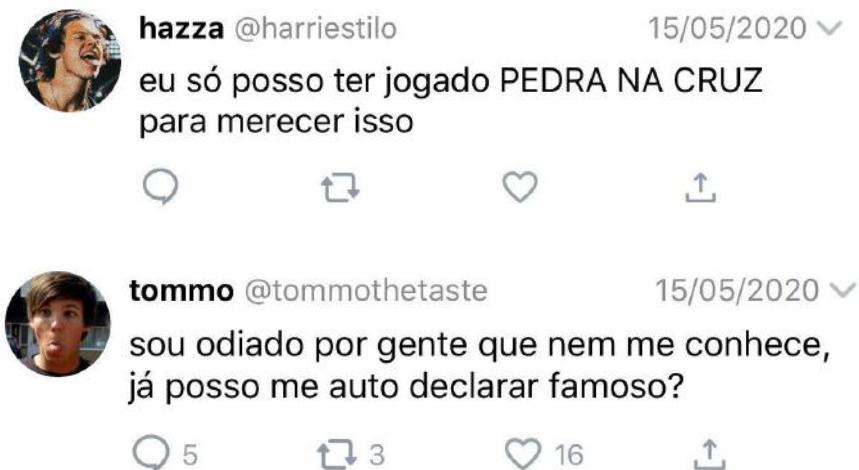 hazza @harriestilo 15/05/2020
eu só posso ter jogado PEDRA NA CRUZ
para merecer isso
tommo @tommothetaste 15/05/2020
sou odiado por gente que nem me conhece,
já posso me auto declarar famoso?
5 3 16